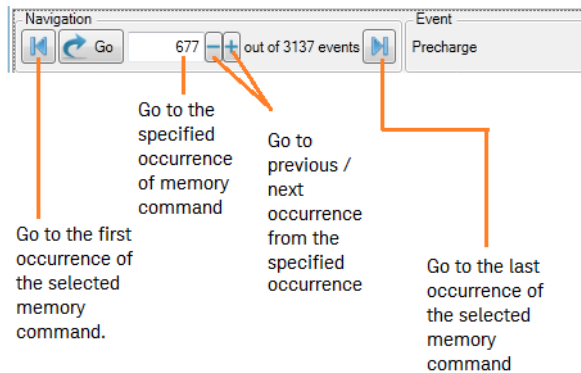 Navigation
Event
Go
677
out of 3137 events
Precharge
Go to the
specified
occurrence
of memory
command
Go to
previous /
next
occurrence
from the
specified
occurrence
Go to the first
occurrence of
the selected
memory
command.
Go to the last
occurrence of
the selected
memory
command